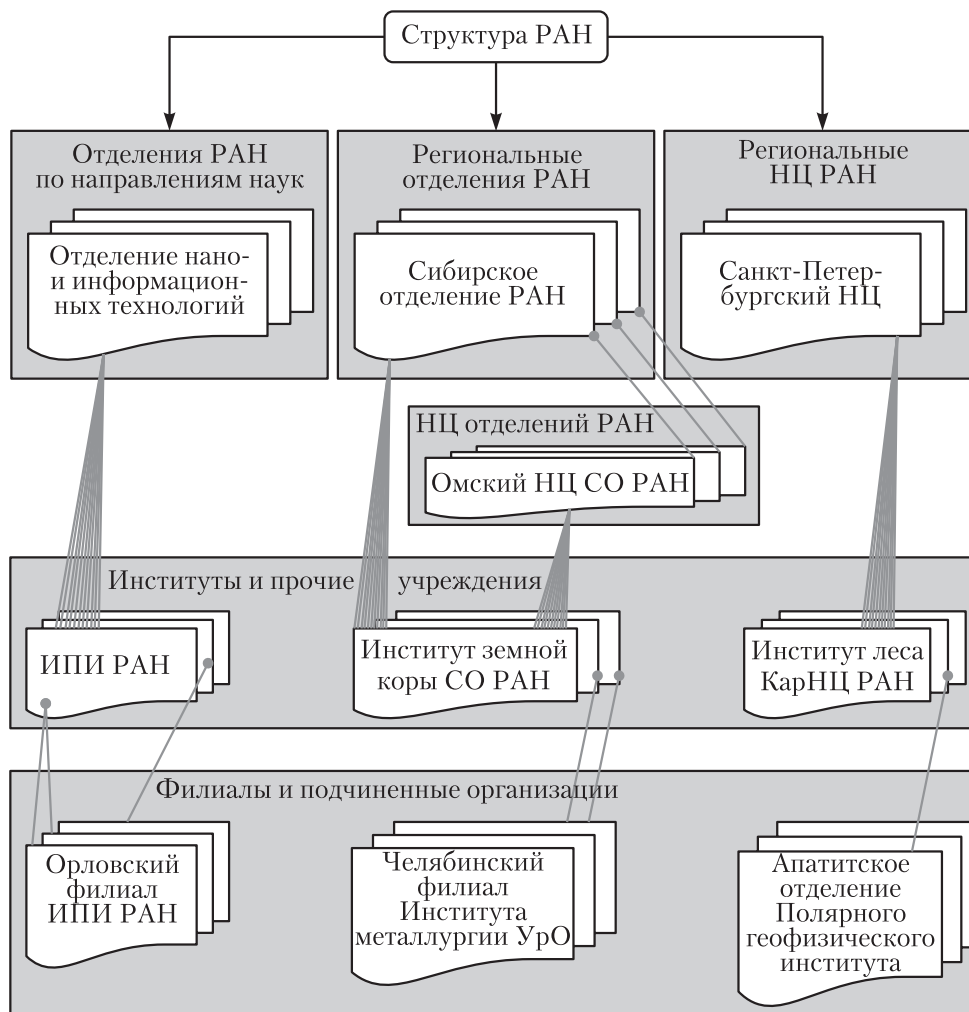 Структура РАН
Отделения РАН
по направлениям наук
Отделение нано-
и информацион-
ных технологий
Региональные
отделения РАН
Сибирское
отделение РАН
Региональные
НЦ РАН
Санкт-Петер-
бургский НЦ
НЦ отделений РАН
Омский НЦ СО РАН
Институты и прочие учреждения
ИПИ РАН
Институт земной
коры СО РАН
Институт леса
КарНЦ РАН
Филиалы и подчиненные организации
Орловский
филиал
ИПИ РАН
Челябинский
филиал
Института
металлургии УрО
Апатитское
отделение
Полярного
геофизического
института